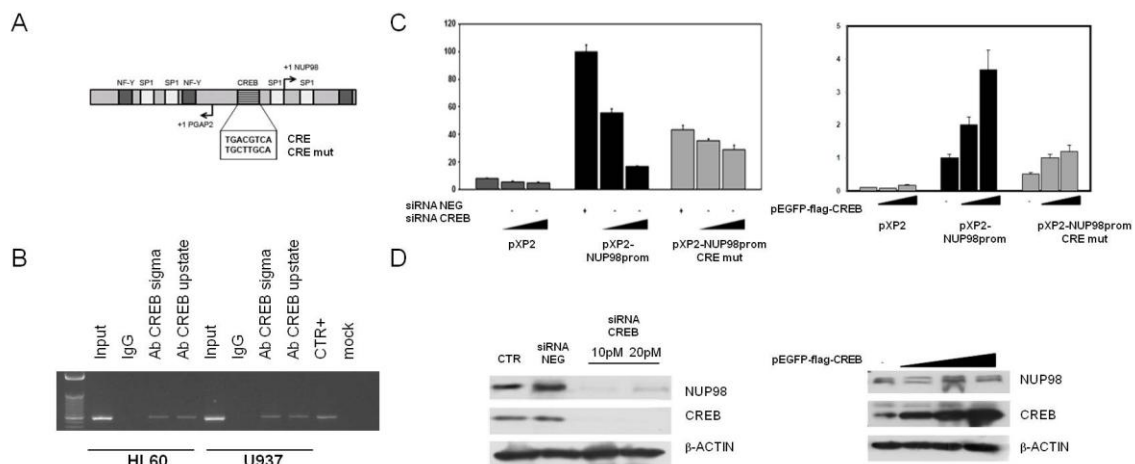 A
NF-Y SP1 SP1 NF-Y CREB SP1 SP1
+1 NUP98
+1 PGAP2
TGACGTCA CRE
TGCTTGCA CRE mut
B
Input
IgG
Ab CREB sigma
Ab CREB upstate
Input
IgG
Ab CREB sigma
Ab CREB upstate
CTR+
mock
HL60 U937
C
120
100
80
60
40
20
0
siRNA NEG + - - + - -
siRNA CREB
pXP2
pXP2-
NUP98prom
pXP2-NUP98prom
CRE mut
5
4
3
2
1
0
pEGFP-flag-CREB - - -
pXP2
pXP2-
NUP98prom
pXP2-NUP98prom
CRE mut
D
CTR
siRNA
NEG
siRNA
CREB
10pM 20pM
NUP98
CREB
β-ACTIN
pEGFP-flag-CREB -
NUP98
CREB
β-ACTIN